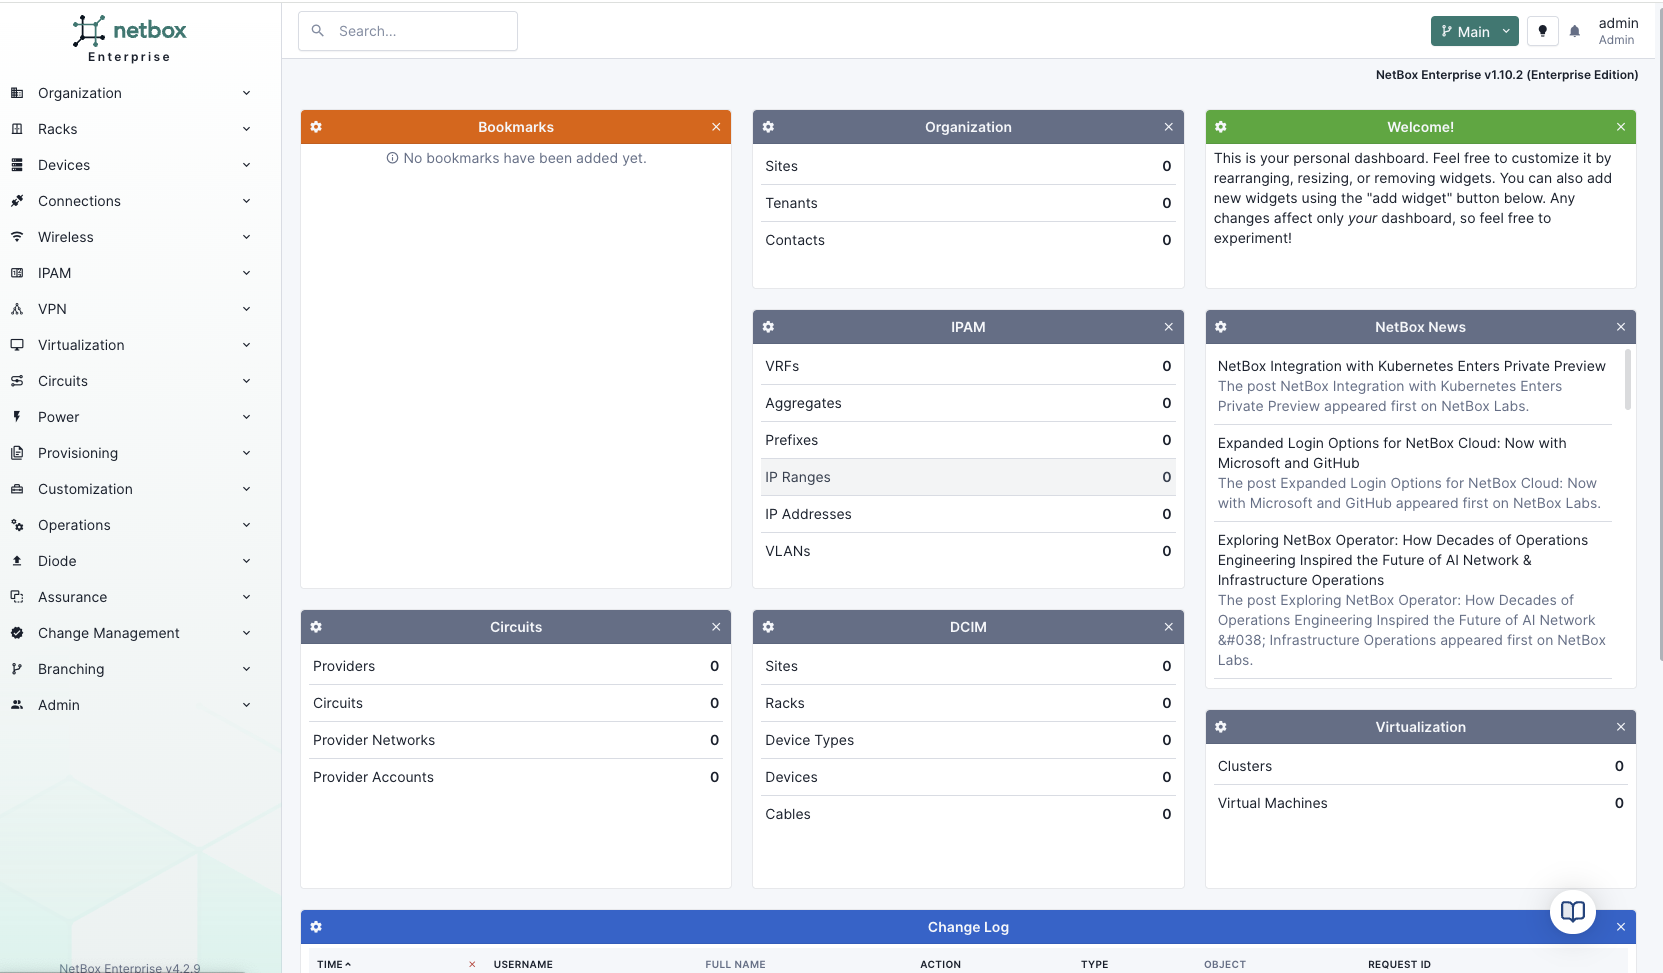 netbox
Enterprise
Search...
Main
admin
Admin
NetBox Enterprise v1.10.2 (Enterprise Edition)
Organization
Racks
Devices
Connections
Wireless
IPAM
VPN
Virtualization
Circuits
Power
Provisioning
Customization
Operations
Diode
Assurance
Change Management
Branching
Admin
NetBox Enterprise v4.2.9
Bookmarks
No bookmarks have been added yet.
Organization
Sites 0
Tenants 0
Contacts 0
Welcome!
This is your personal dashboard. Feel free to customize it by
rearranging, resizing, or removing widgets. You can also add
new widgets using the "add widget" button below. Any
changes affect only your dashboard, so feel free to
experiment!
IPAM
VRFs 0
Aggregates 0
Prefixes 0
IP Ranges 0
IP Addresses 0
VLANs 0
NetBox News
NetBox Integration with Kubernetes Enters Private Preview
The post NetBox Integration with Kubernetes Enters
Private Preview appeared first on NetBox Labs.
Expanded Login Options for NetBox Cloud: Now with
Microsoft and GitHub
The post Expanded Login Options for NetBox Cloud: Now
with Microsoft and GitHub appeared first on NetBox Labs.
Exploring NetBox Operator: How Decades of Operations
Engineering Inspired the Future of AI Network &
Infrastructure Operations
The post Exploring NetBox Operator: How Decades of
Operations Engineering Inspired the Future of AI Network
&#038; Infrastructure Operations appeared first on NetBox
Labs.
Circuits
Providers 0
Circuits 0
Provider Networks 0
Provider Accounts 0
DCIM
Sites 0
Racks 0
Device Types 0
Devices 0
Cables 0
Virtualization
Clusters 0
Virtual Machines 0
Change Log
TIME USERNAME FULL NAME ACTION TYPE OBJECT REQUEST ID